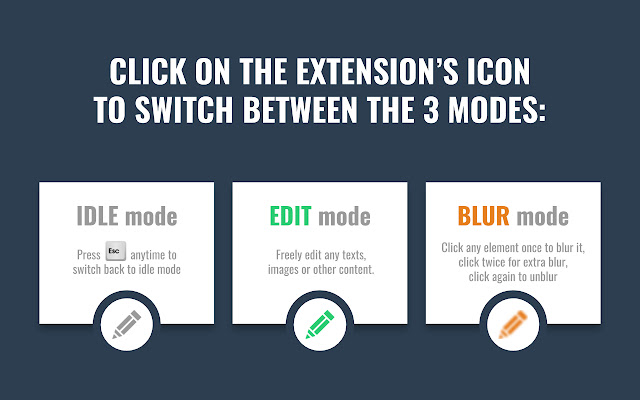 CLICK ON THE EXTENSION’S ICON
TO SWITCH BETWEEN THE 3 MODES:
IDLE mode
Press Esc anytime to
switch back to idle mode
EDIT mode
Freely edit any texts,
images or other content.
BLUR mode
Click any element once to blur it,
click twice for extra blur,
click again to unblur